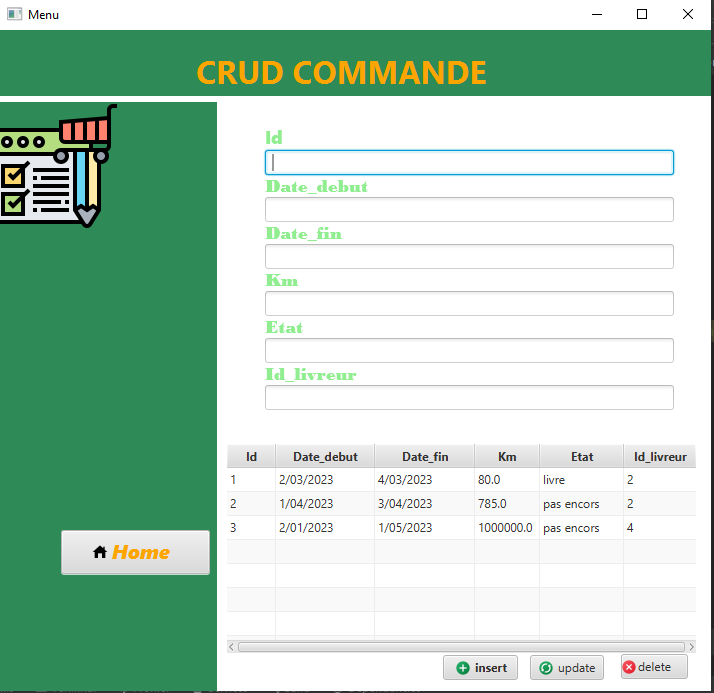 Menu
CRUD COMMANDE
Id
Date_debut
Date_fin
Km
Etat
Id_livreur
Id Date_debut Date_fin Km Etat Id_livreur
1 2/03/2023 4/03/2023 80.0 livre 2
2 1/04/2023 3/04/2023 785.0 pas encors 2
3 2/01/2023 1/05/2023 1000000.0 pas encors 4
Home
insert update delete